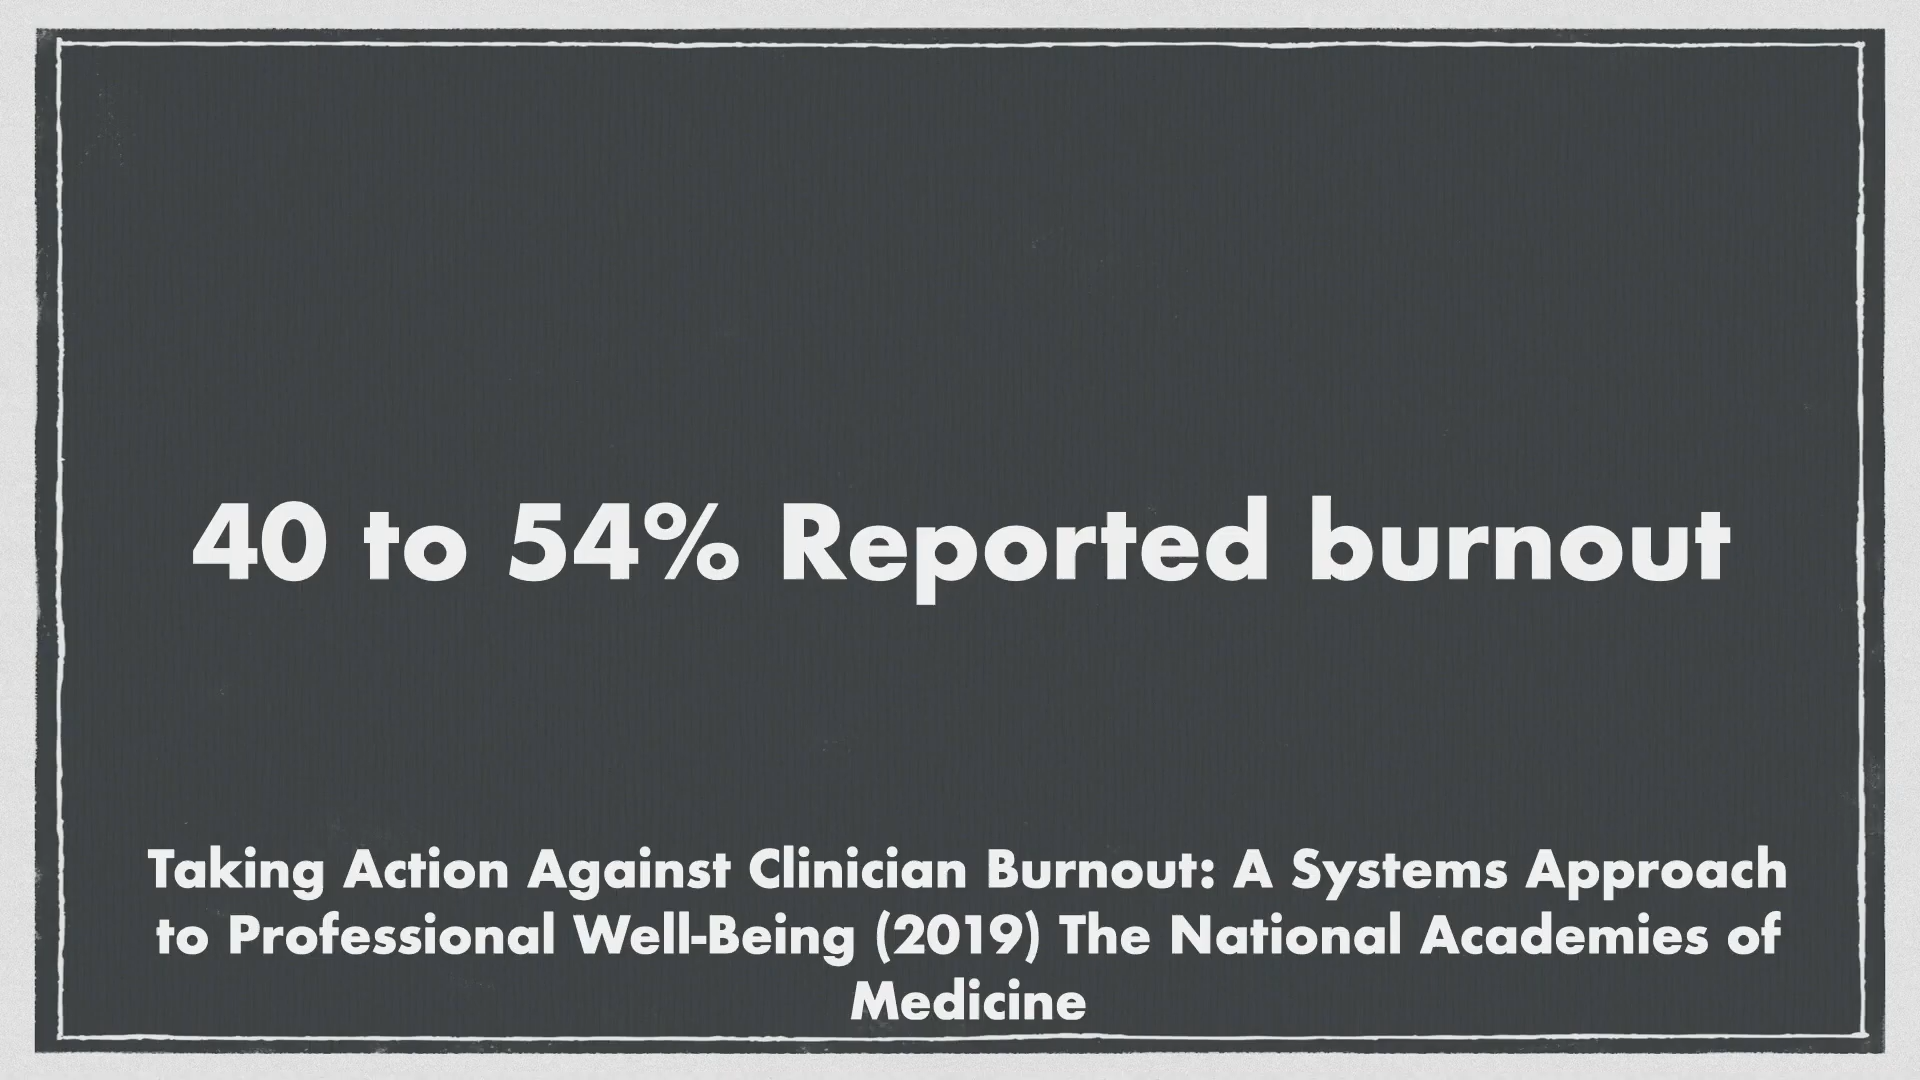 40 to 54% Reported burnout
Taking Action Against Clinician Burnout: A Systems Approach
to Professional Well-Being (2019) The National Academies of
Medicine